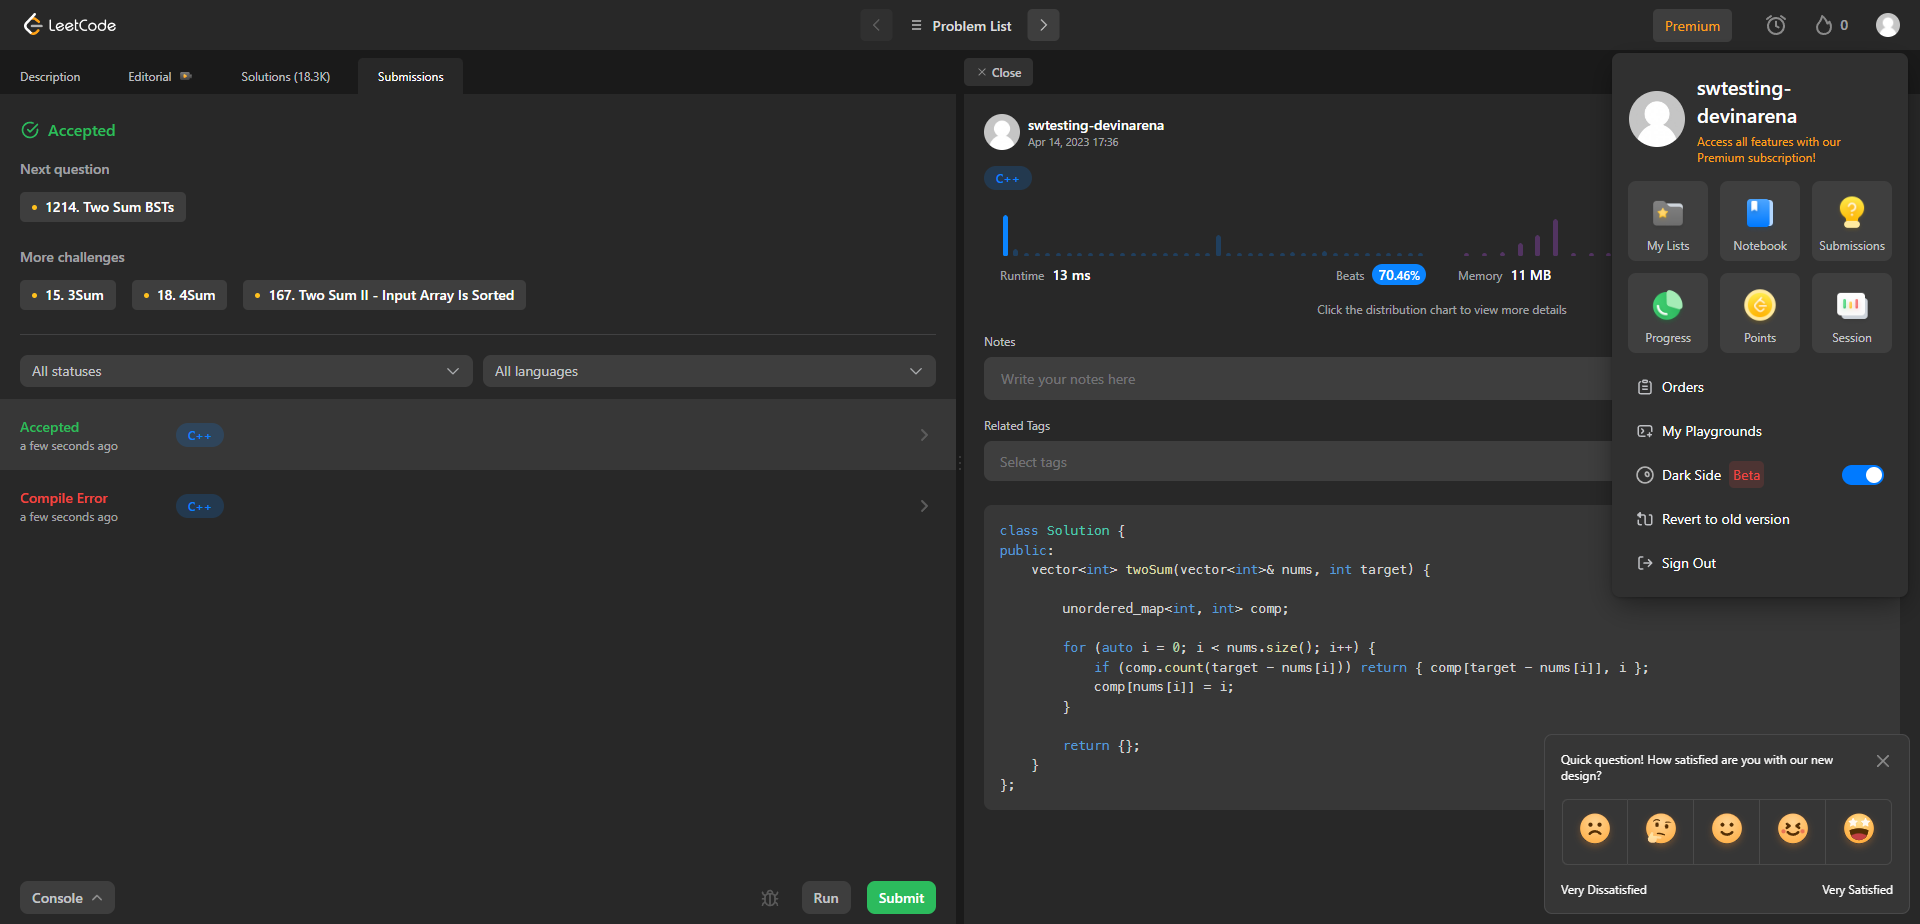 LeetCode
Problem List
Premium
0
Description
Editorial
Solutions (18.3K)
Submissions
Accepted
Next question
1214. Two Sum BSTs
More challenges
15. 3Sum
18. 4Sum
167. Two Sum II - Input Array Is Sorted
All statuses
All languages
Accepted
a few seconds ago
C++
Compile Error
a few seconds ago
C++
Console
Run
Submit
Close
swtesting-devinarena
Apr 14, 2023 17:36
C++
Runtime 13 ms
Beats 70.46%
Memory 11 MB
Click the distribution chart to view more details
Notes
Write your notes here
Related Tags
Select tags
class Solution {
public:
    vector<int> twoSum(vector<int>& nums, int target) {
        unordered_map<int, int> comp;
        for (auto i = 0; i < nums.size(); i++) {
            if (comp.count(target - nums[i])) return { comp[target - nums[i]], i };
            comp[nums[i]] = i;
        }
        return {};
    }
};
swtesting-
devinarena
Access all features with our
Premium subscription!
My Lists
Notebook
Submissions
Progress
Points
Session
Orders
My Playgrounds
Dark Side Beta
Revert to old version
Sign Out
Quick question! How satisfied are you with our new
design?
Very Dissatisfied
Very Satisfied